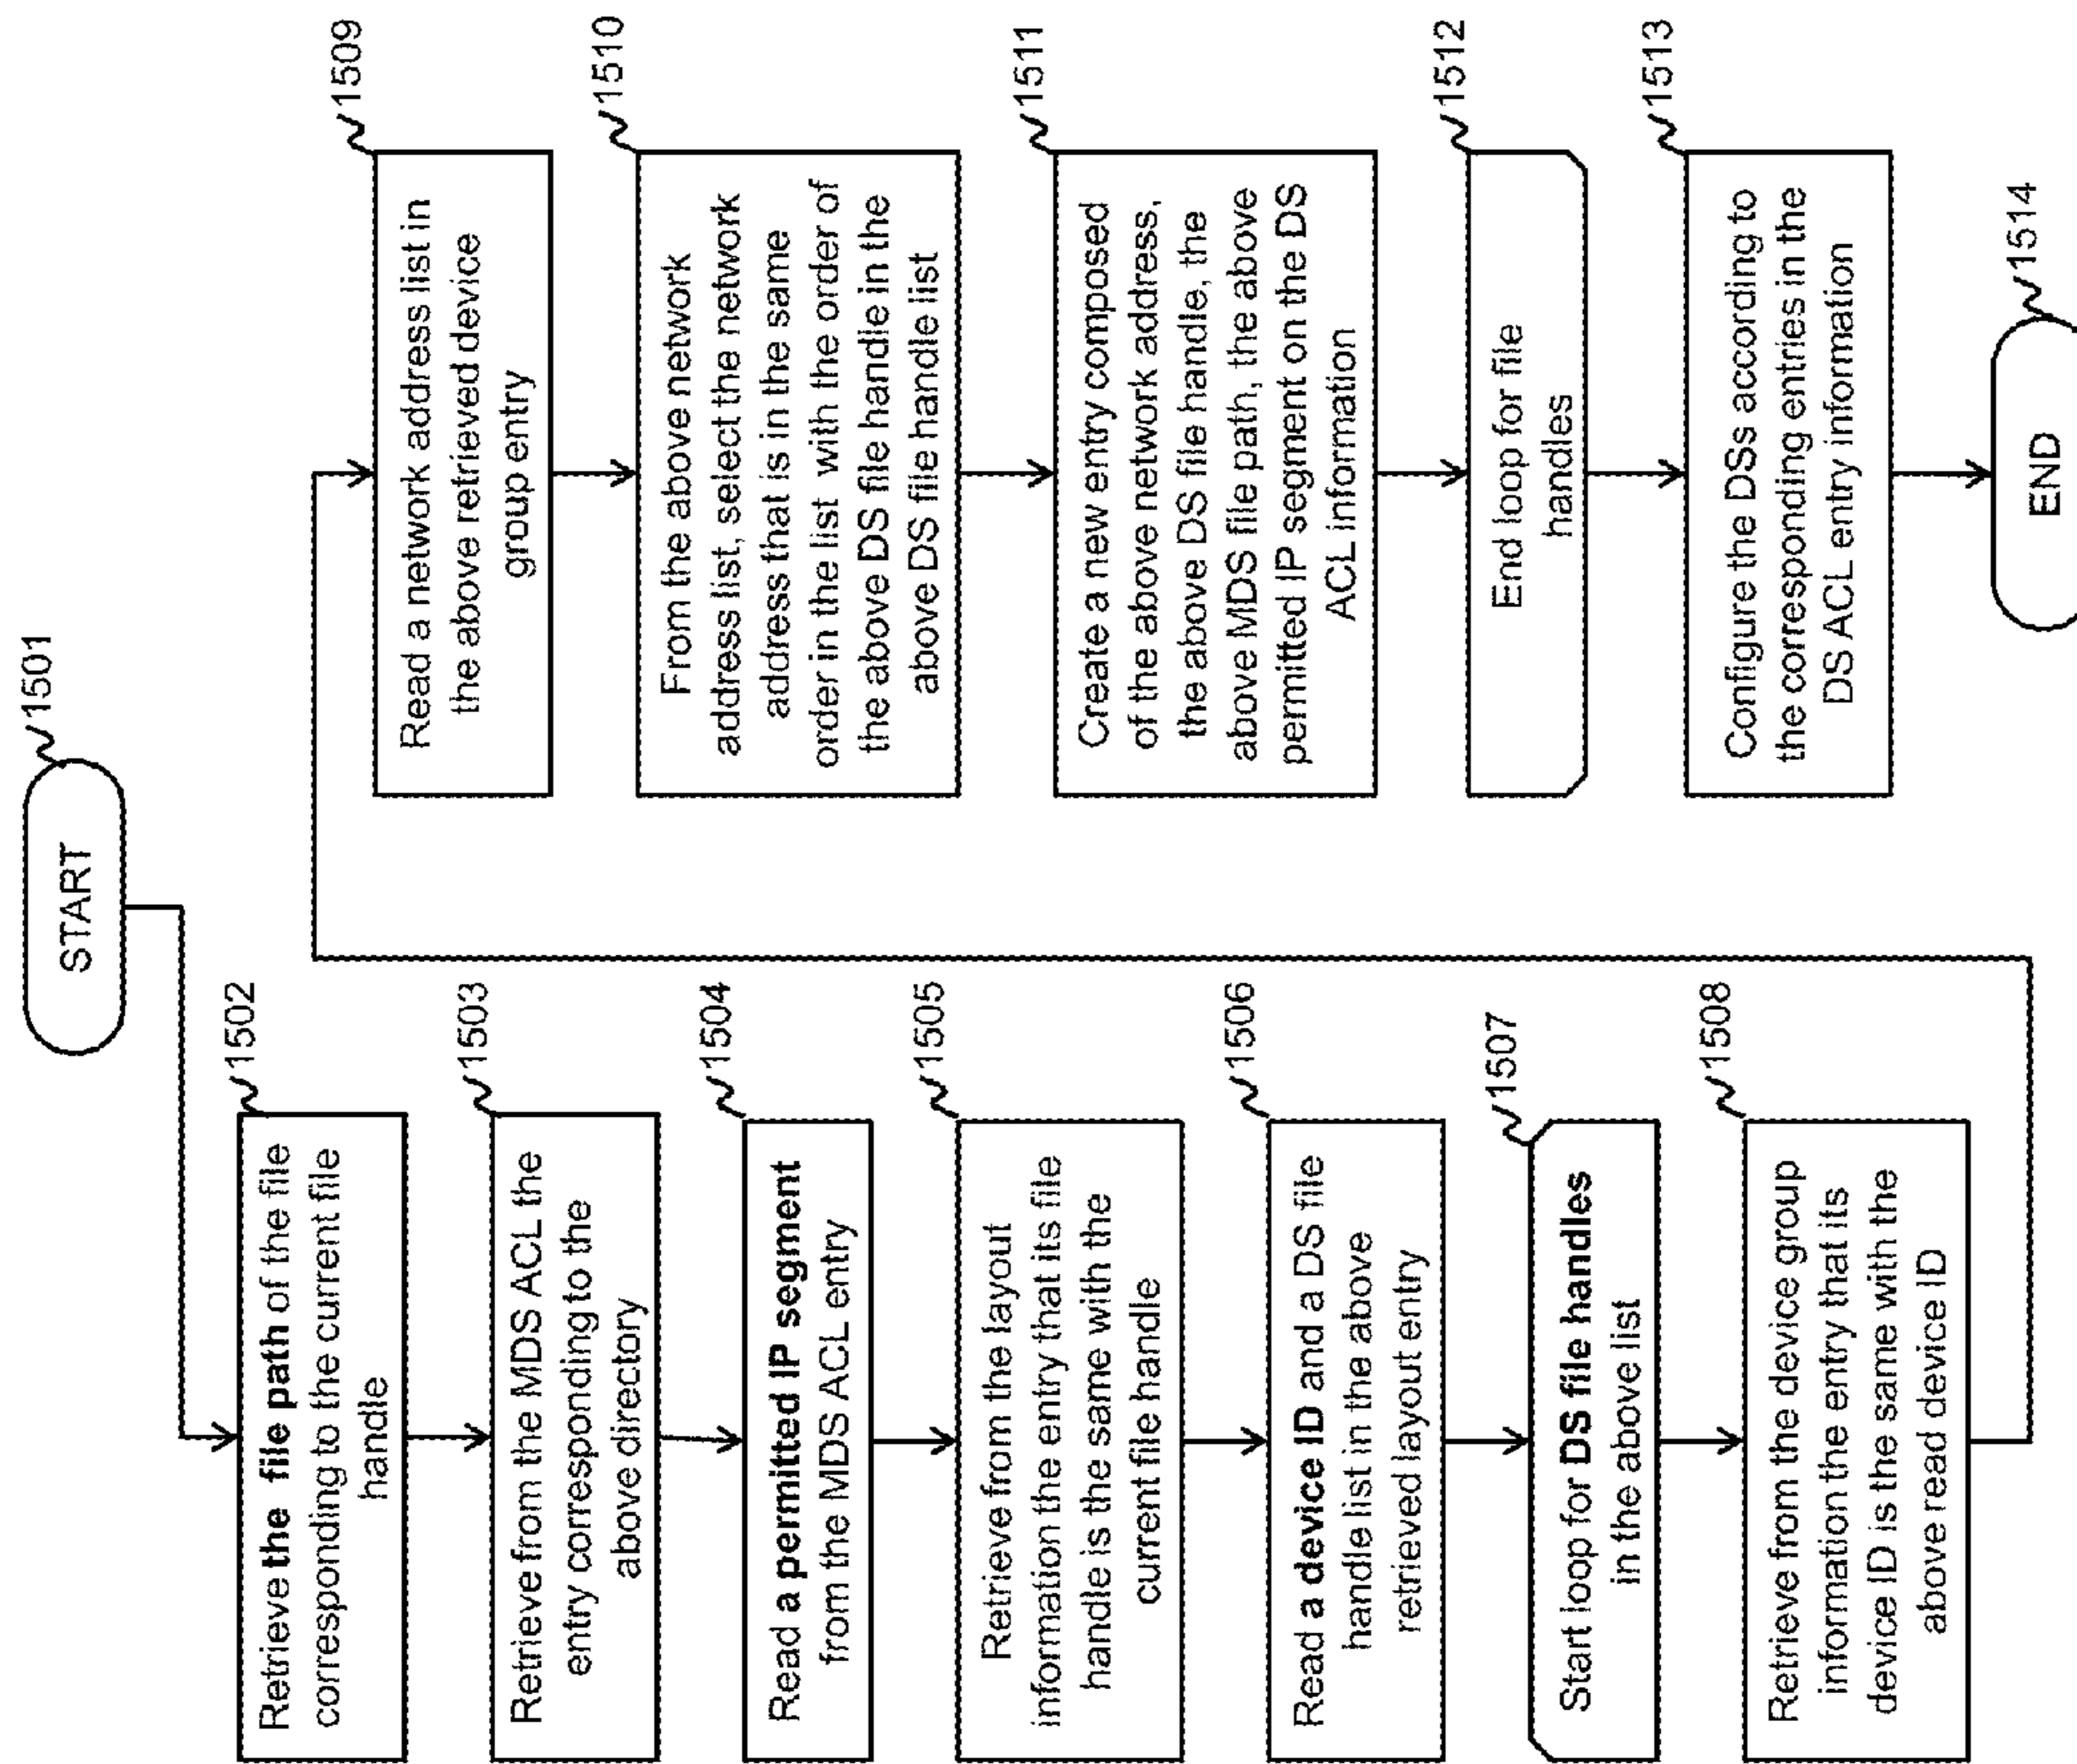 START
1501
Retrieve the file path of the file
corresponding to the current file
handle
1502
Retrieve from the MDS ACL the
entry corresponding to the
above directory
1503
Read a permitted IP segment
from the MDS ACL entry
1504
Retrieve from the layout
information the entry that its file
handle is the same with the
current file handle
1505
Read a device ID and a DS file
handle list in the above
retrieved layout entry
1506
Start loop for DS file handles
in the above list
1507
Retrieve from the device group
information the entry that its
device ID is the same with the
above read device ID
1508
Read a network address list in
the above retrieved device
group entry
1509
From the above network
address list, select the network
address that is in the same
order in the list with the order of
the above DS file handle in the
above DS file handle list
1510
Create a new entry composed
of the above network address,
the above DS file handle, the
above MDS file path, the above
permitted IP segment on the DS
ACL information
1511
End loop for file
handles
1512
Configure the DSs according to
the corresponding entries in the
DS ACL entry information
1513
END
1514